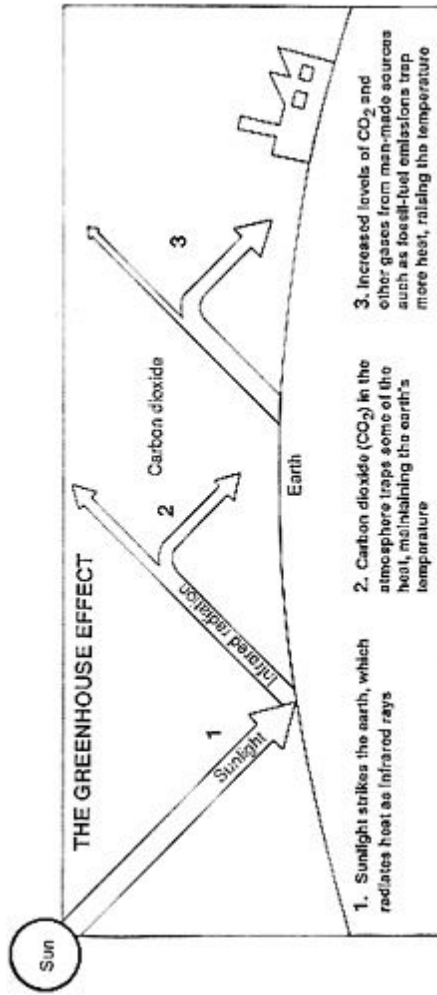 Sun
THE GREENHOUSE EFFECT
1
Sunlight
Infrared radiation
2
Carbon dioxide
3
Earth
1. Sunlight strikes the earth, which
radiates heat as infrared rays
2. Carbon dioxide (CO₂) in the
atmosphere traps some of the
heat, maintaining the earth's
temperature
3. Increased levels of CO₂ and
other gases from man-made sources
such as fossil-fuel emissions trap
more heat, raising the temperature